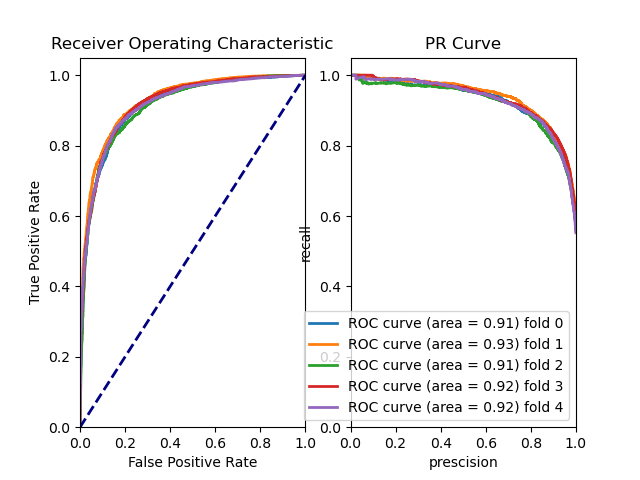 Receiver Operating Characteristic
PR Curve
1.0
0.8
0.6
0.4
0.2
0.0
True Positive Rate
0.0 0.2 0.4 0.6 0.8 1.0
False Positive Rate
1.0
0.8
0.6
0.4
0.2
0.0
recall
0.0 0.2 0.4 0.6 0.8 1.0
prescision
ROC curve (area = 0.91) fold 0
ROC curve (area = 0.93) fold 1
ROC curve (area = 0.91) fold 2
ROC curve (area = 0.92) fold 3
ROC curve (area = 0.92) fold 4